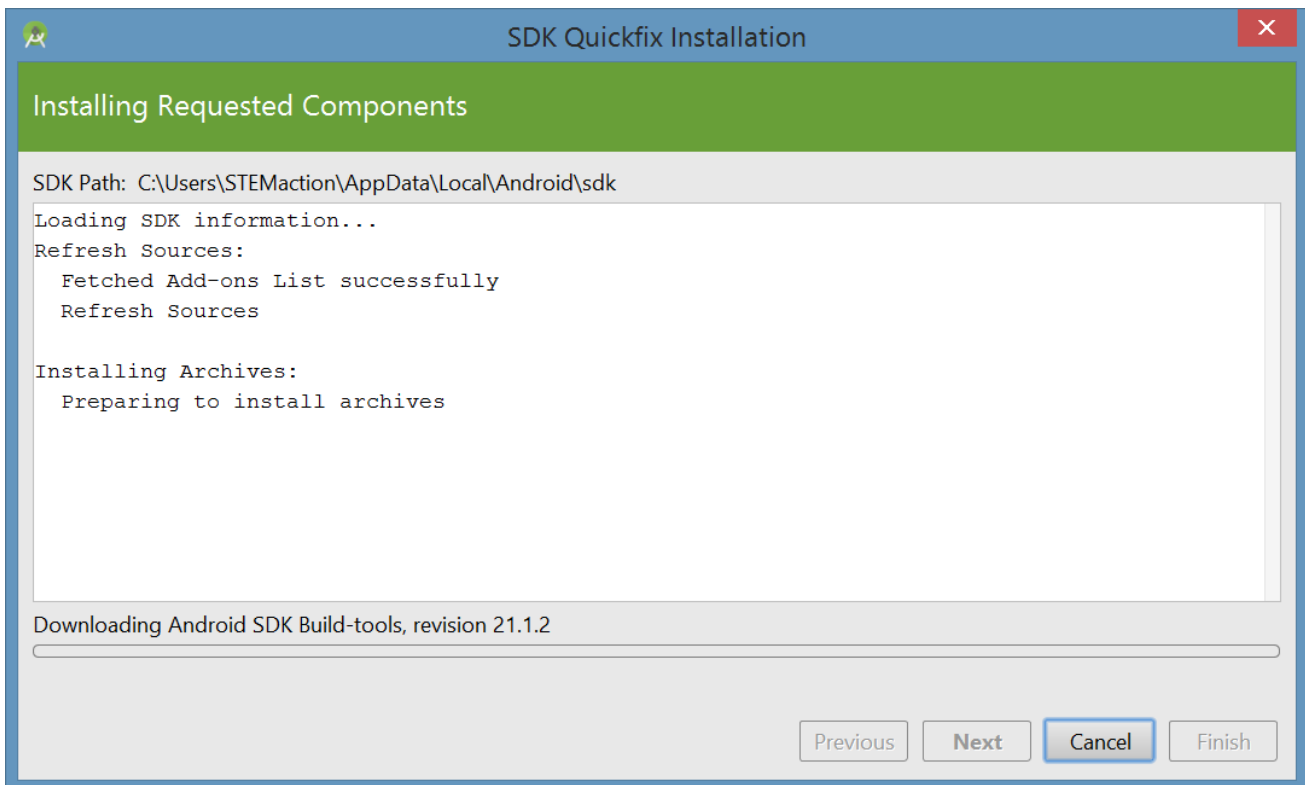 SDK Quickfix Installation
Installing Requested Components
SDK Path: C:\Users\STEMaction\AppData\Local\Android\sdk
Loading SDK information...
Refresh Sources:
  Fetched Add-ons List successfully
  Refresh Sources
Installing Archives:
  Preparing to install archives
Downloading Android SDK Build-tools, revision 21.1.2
Previous Next Cancel Finish